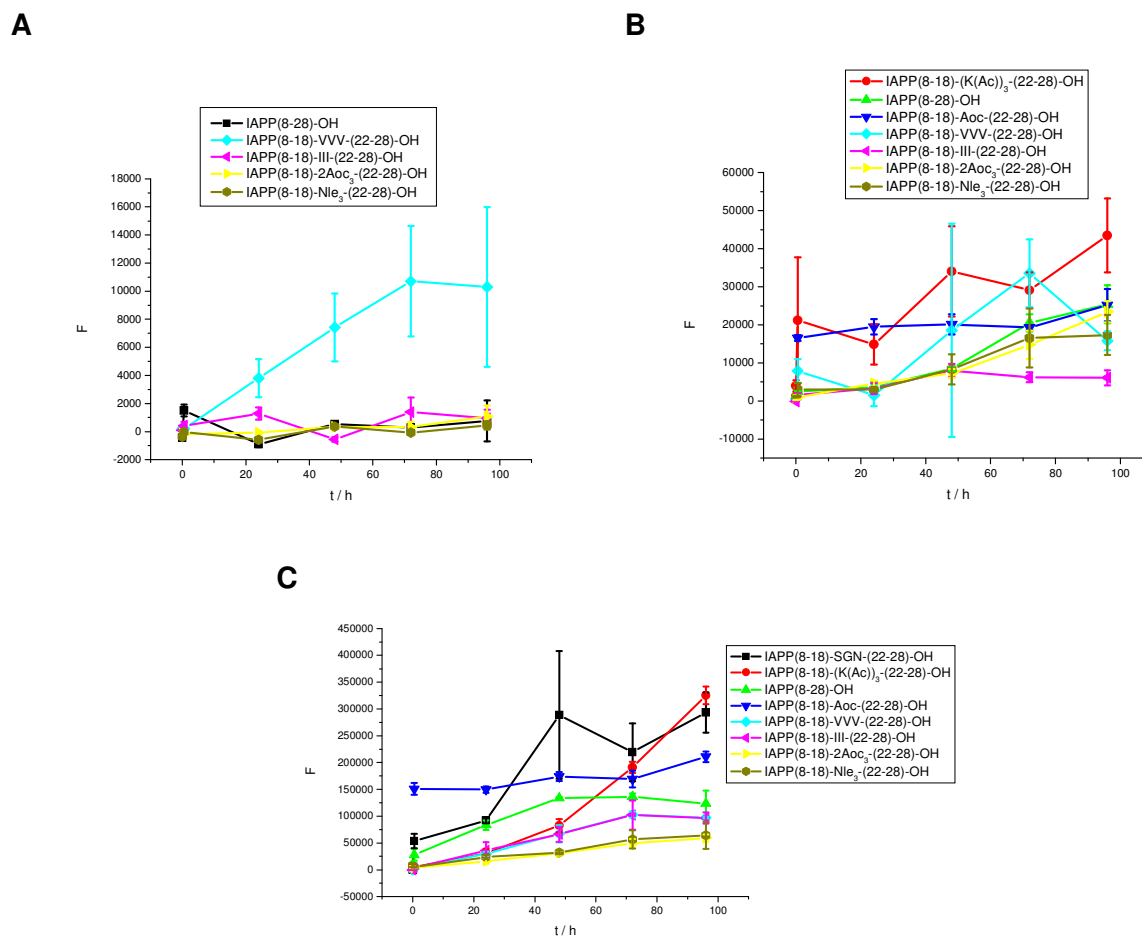 A
IAPP(8-28)-OH
IAPP(8-18)-VVV-(22-28)-OH
IAPP(8-18)-III-(22-28)-OH
IAPP(8-18)-2Aoc3-(22-28)-OH
IAPP(8-18)-Nle3-(22-28)-OH
18000
16000
14000
12000
10000
8000
6000
4000
2000
0
-2000
F
0 20 40 60 80 100
t / h
B
IAPP(8-18)-(K(Ac))3-(22-28)-OH
IAPP(8-28)-OH
IAPP(8-18)-Aoc-(22-28)-OH
IAPP(8-18)-VVV-(22-28)-OH
IAPP(8-18)-III-(22-28)-OH
IAPP(8-18)-2Aoc3-(22-28)-OH
IAPP(8-18)-Nle3-(22-28)-OH
60000
50000
40000
30000
20000
10000
0
-10000
F
0 20 40 60 80 100
t / h
C
450000
400000
350000
300000
250000
200000
150000
100000
50000
0
-50000
F
0 20 40 60 80 100
t / h
IAPP(8-18)-SGN-(22-28)-OH
IAPP(8-18)-(K(Ac))3-(22-28)-OH
IAPP(8-28)-OH
IAPP(8-18)-Aoc-(22-28)-OH
IAPP(8-18)-VVV-(22-28)-OH
IAPP(8-18)-III-(22-28)-OH
IAPP(8-18)-2Aoc3-(22-28)-OH
IAPP(8-18)-Nle3-(22-28)-OH